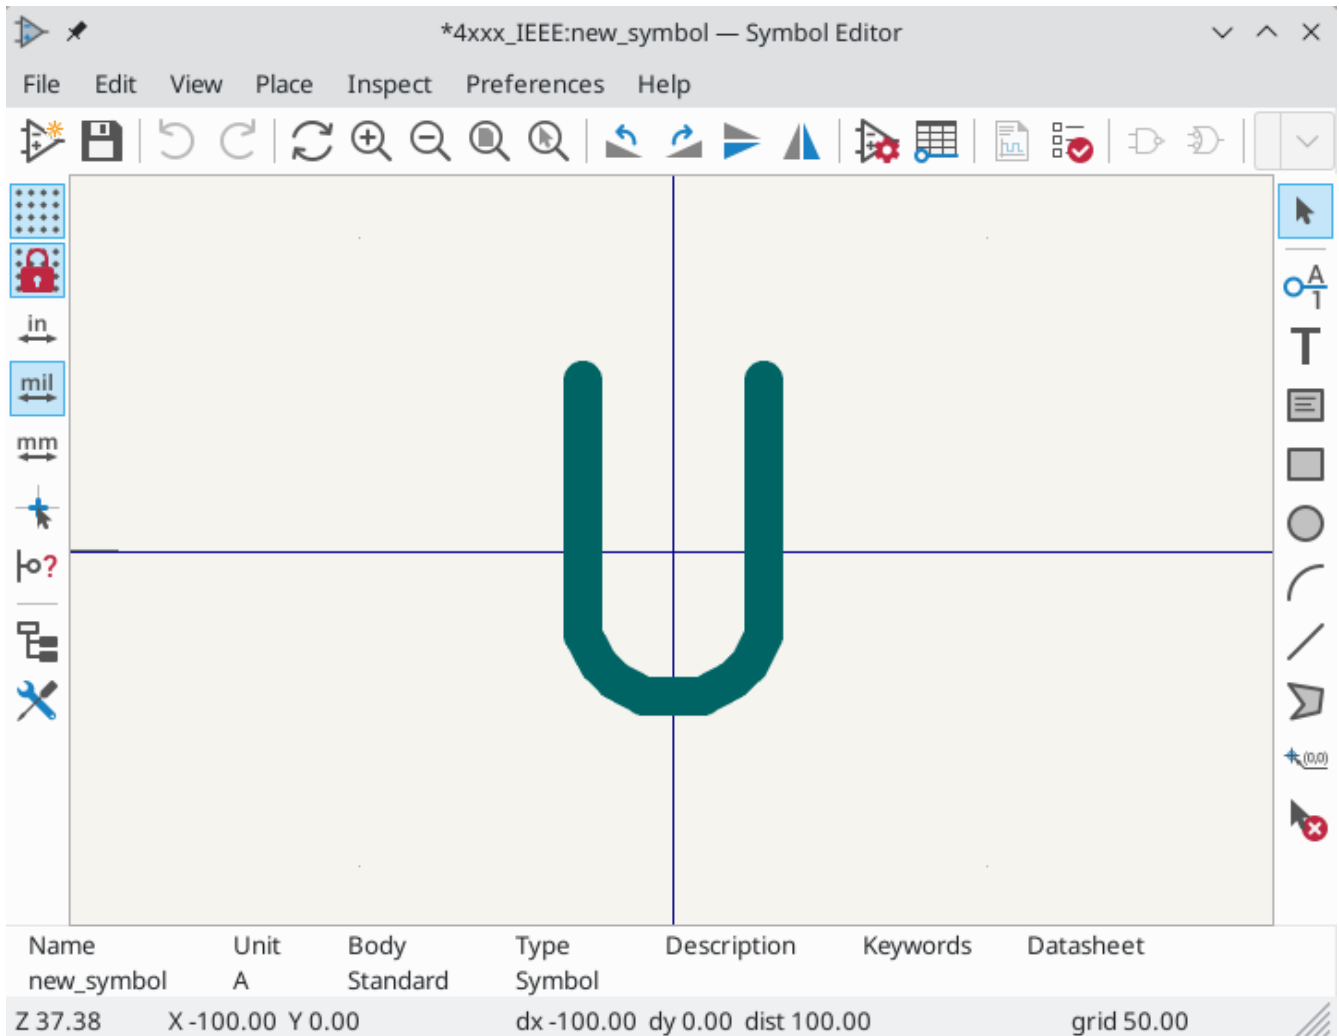 *4xxx_IEEE:new_symbol — Symbol Editor
File Edit View Place Inspect Preferences Help
in
mil
mm
?
A
1
T
(0,0)
U
Name Unit Body Type Description Keywords Datasheet
new_symbol A Standard Symbol
Z 37.38 X -100.00 Y 0.00 dx -100.00 dy 0.00 dist 100.00 grid 50.00